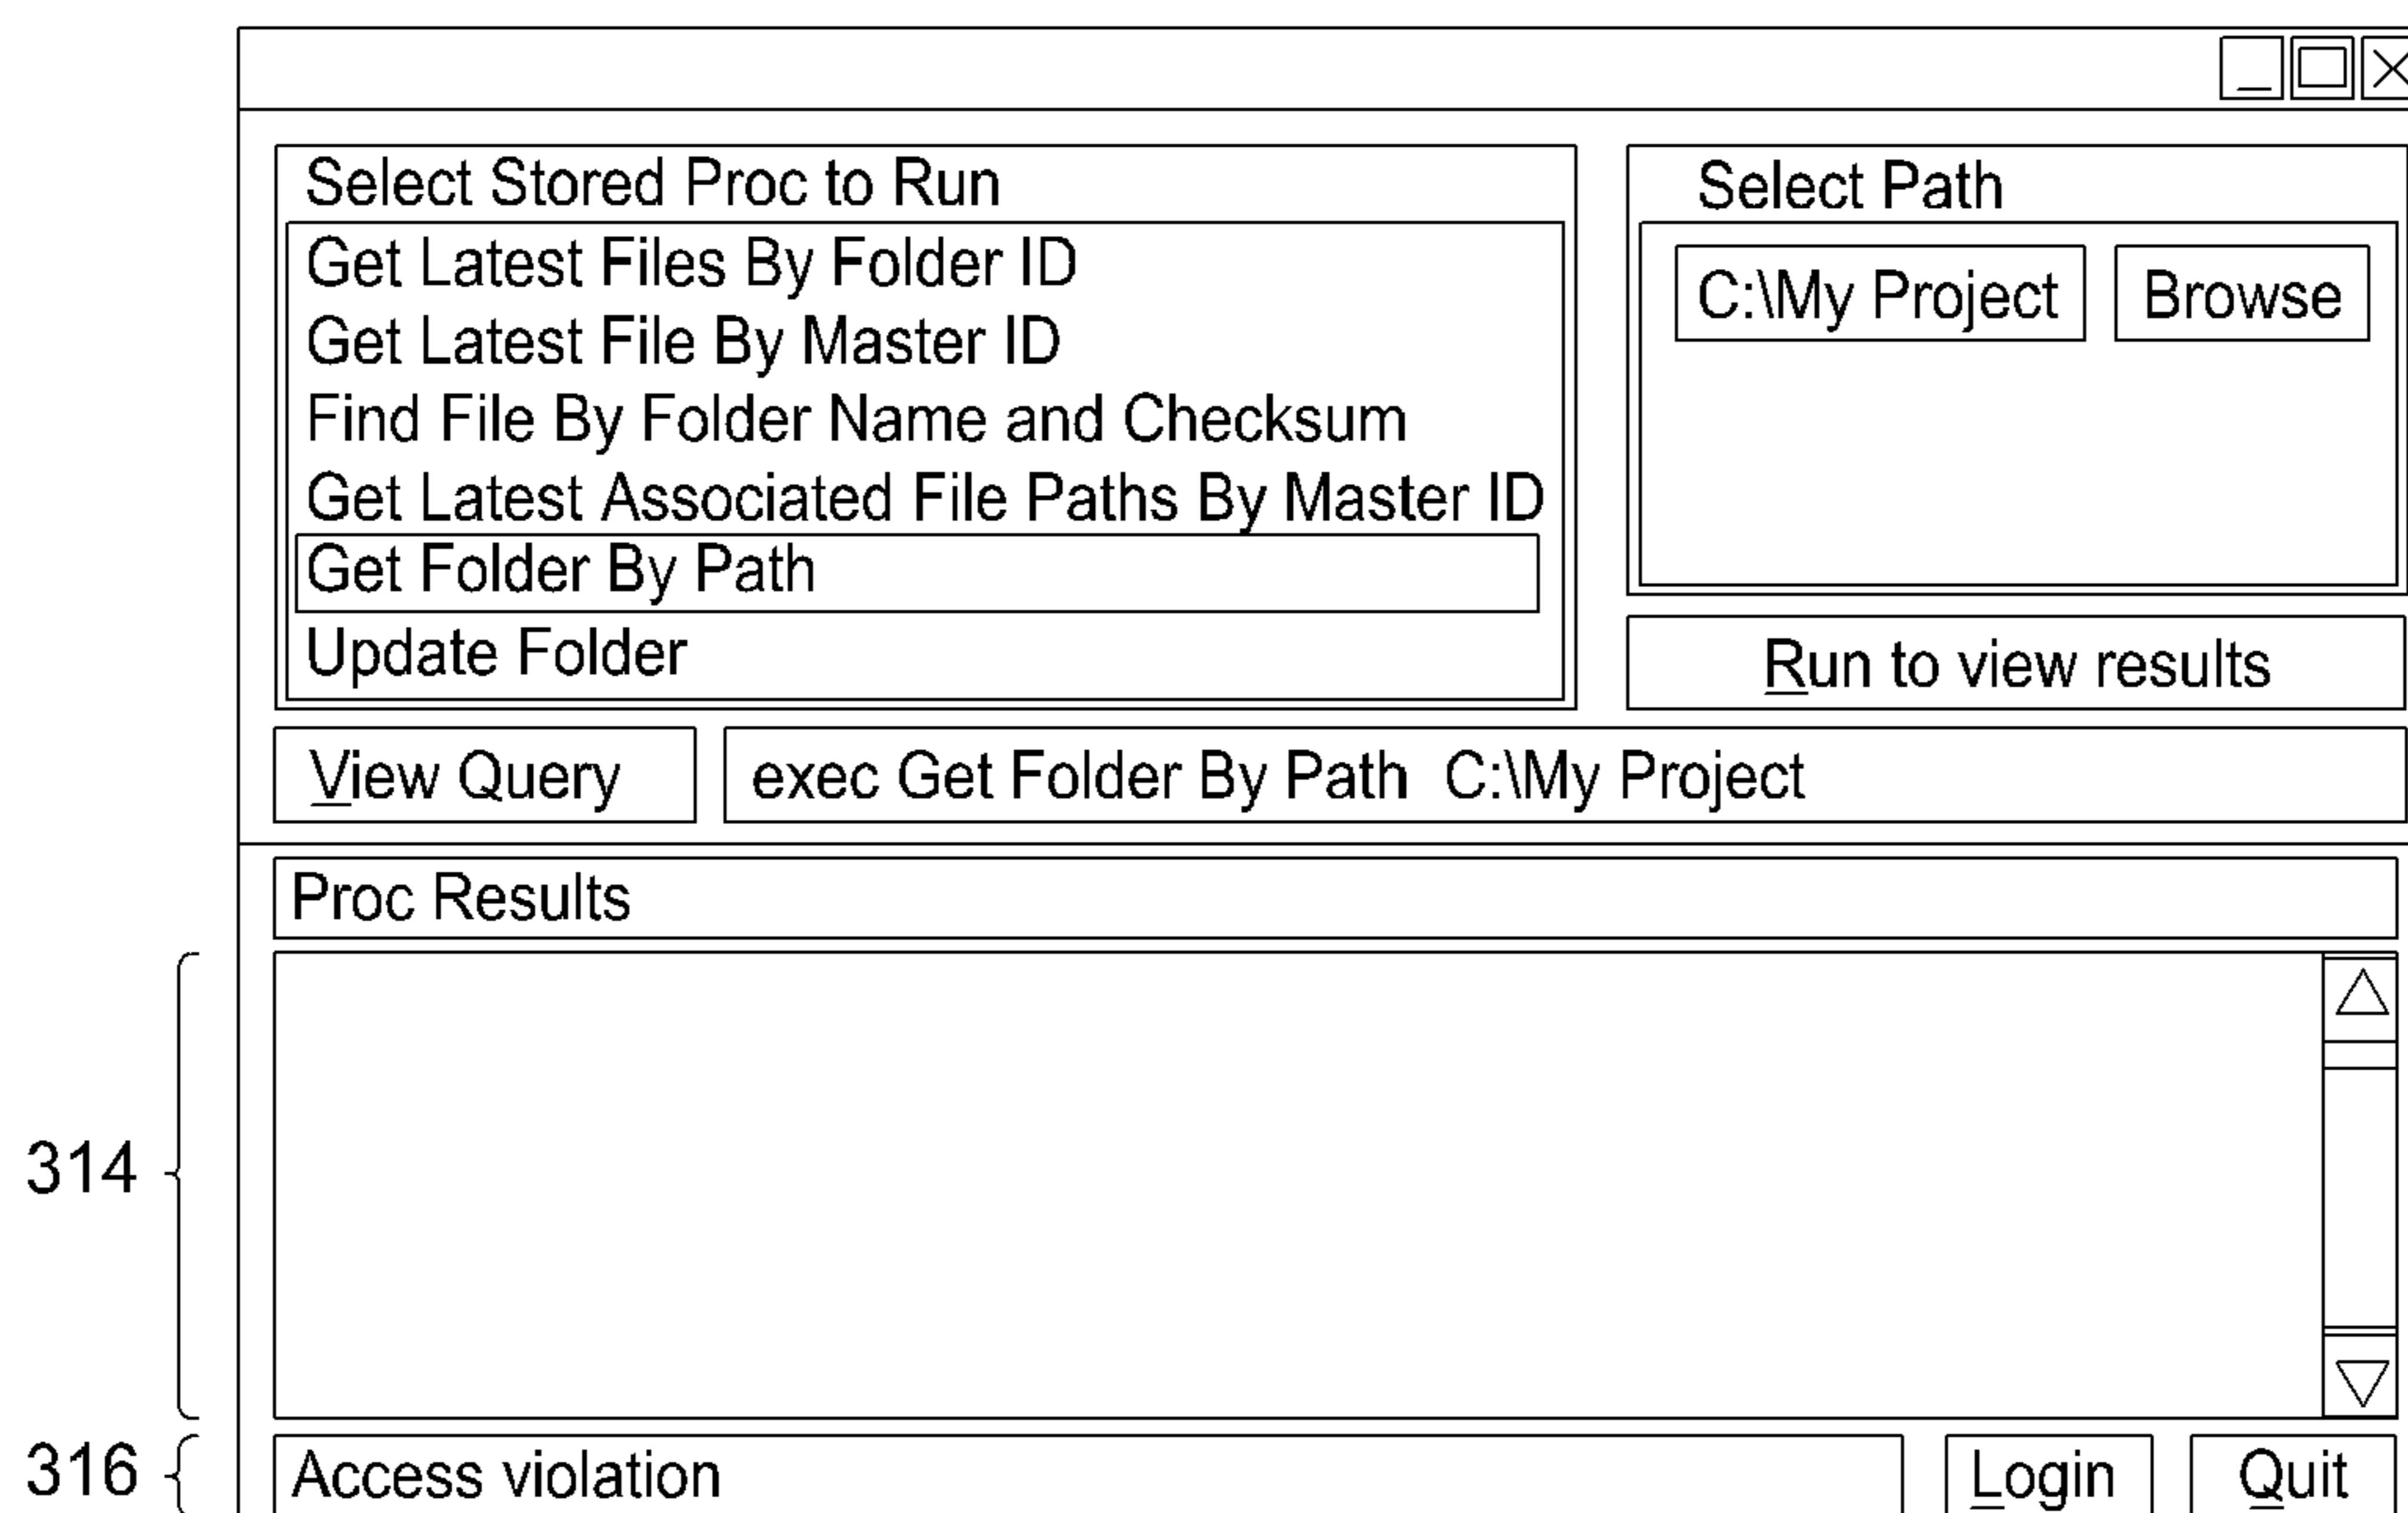 Select Stored Proc to Run
Get Latest Files By Folder ID
Get Latest File By Master ID
Find File By Folder Name and Checksum
Get Latest Associated File Paths By Master ID
Get Folder By Path
Update Folder
Select Path
C:\My Project
Browse
Run to view results
View Query
exec Get Folder By Path C:\My Project
Proc Results
314
316
Access violation
Login
Quit